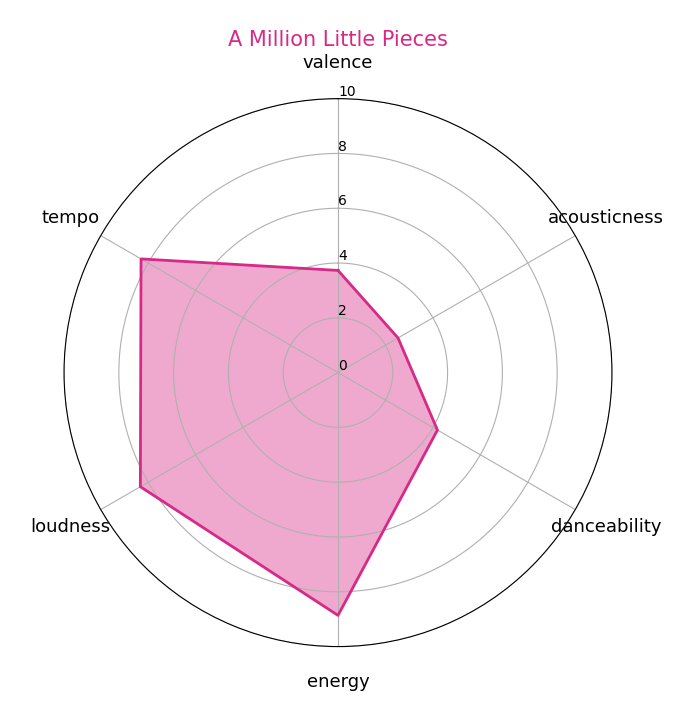 A Million Little Pieces
valence
10
8
6
4
2
0
tempo
acousticness
loudness
danceability
energy